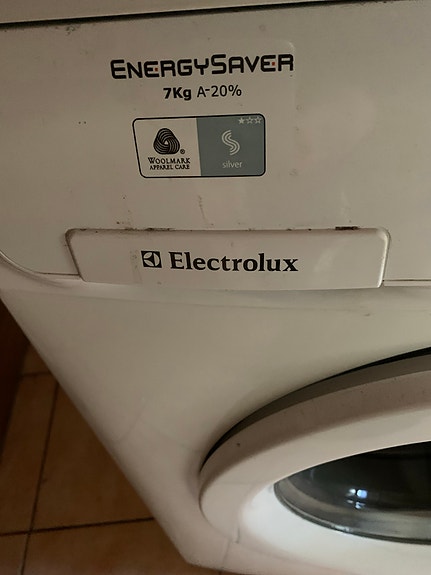 ENERGYSAVER
7Kg A-20%
WOOLMARK
APPAREL CARE
silver
Electrolux